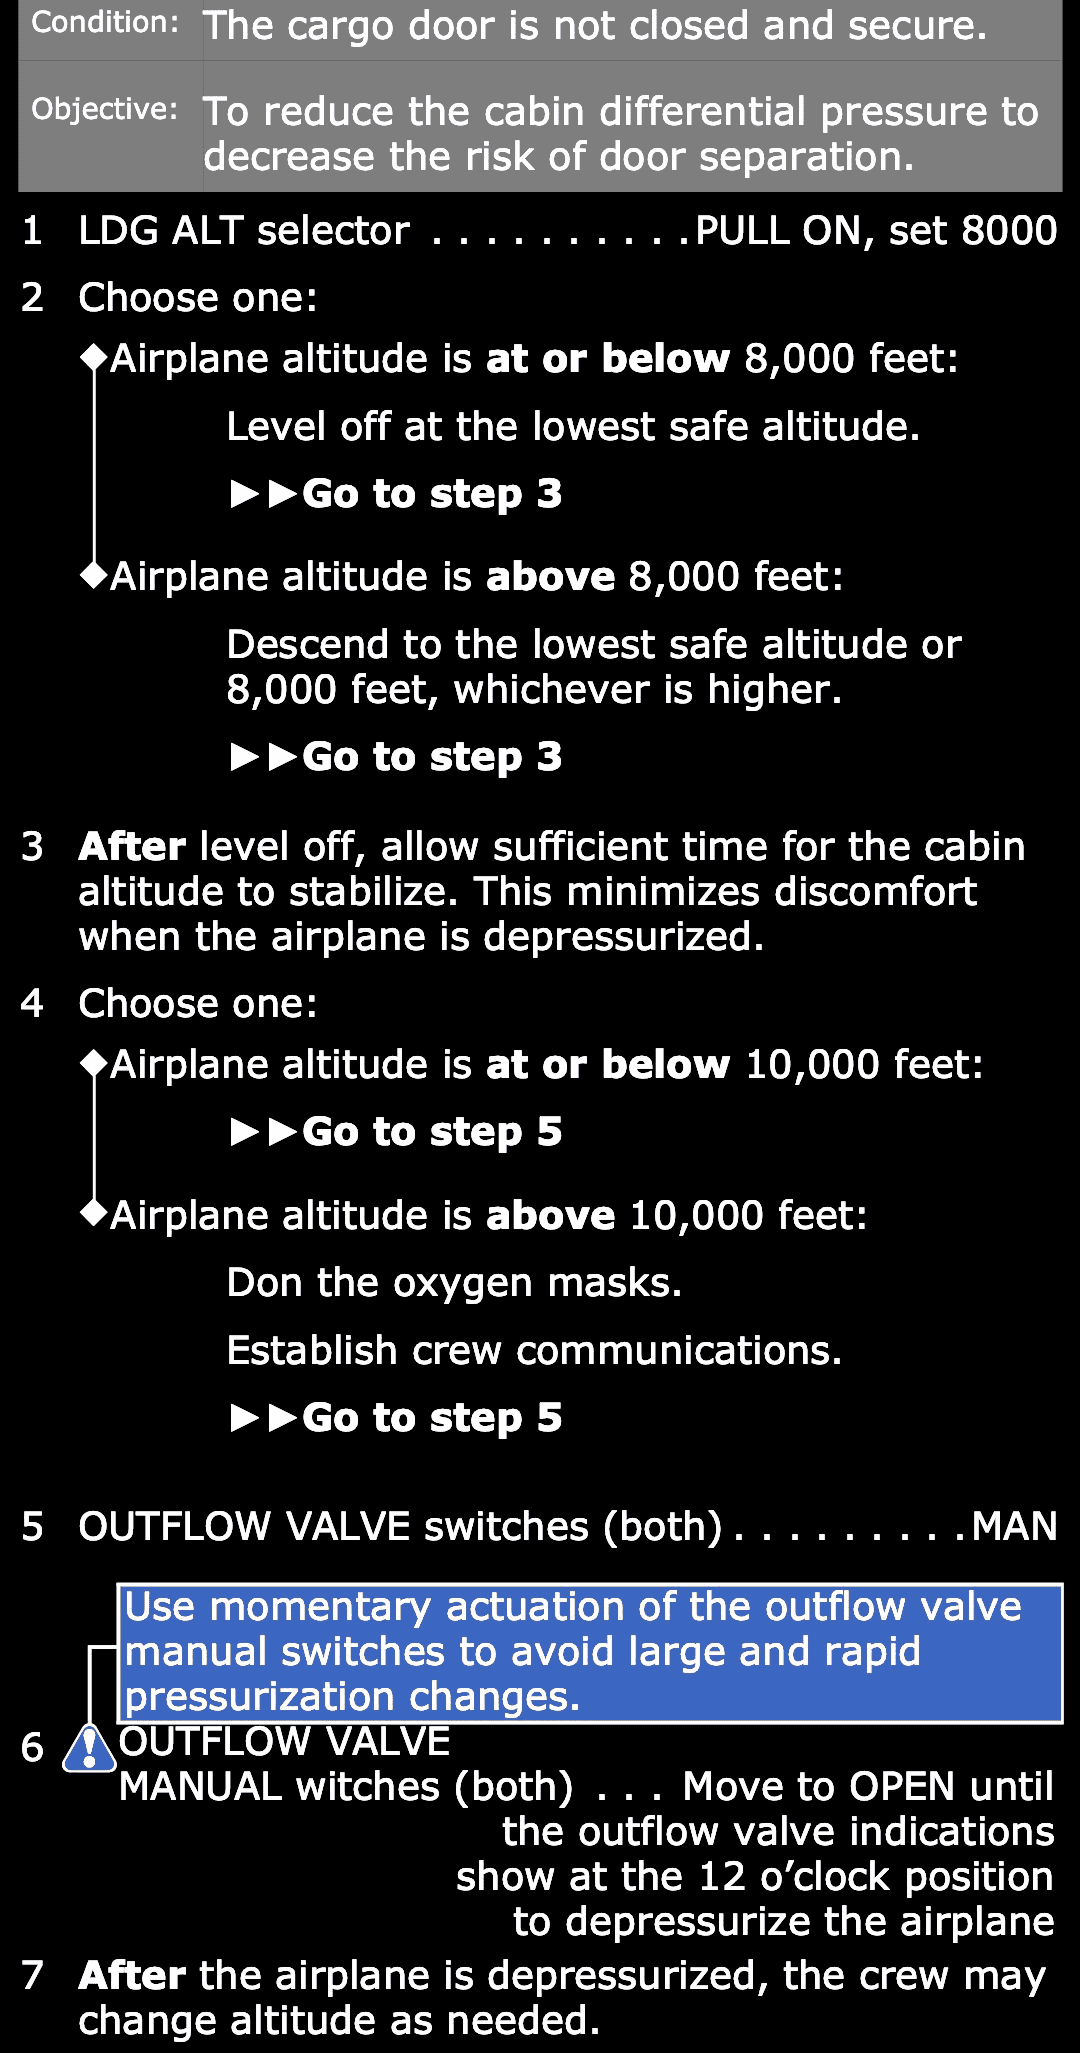 Condition: The cargo door is not closed and secure.
Objective: To reduce the cabin differential pressure to
decrease the risk of door separation.
1 LDG ALT selector . . . . . . . . . . PULL ON, set 8000
2 Choose one:
◆Airplane altitude is at or below 8,000 feet:
Level off at the lowest safe altitude.
▶▶Go to step 3
◆Airplane altitude is above 8,000 feet:
Descend to the lowest safe altitude or
8,000 feet, whichever is higher.
▶▶Go to step 3
3 After level off, allow sufficient time for the cabin
altitude to stabilize. This minimizes discomfort
when the airplane is depressurized.
4 Choose one:
◆Airplane altitude is at or below 10,000 feet:
▶▶Go to step 5
◆Airplane altitude is above 10,000 feet:
Don the oxygen masks.
Establish crew communications.
▶▶Go to step 5
5 OUTFLOW VALVE switches (both) . . . . . . . . . MAN
Use momentary actuation of the outflow valve
manual switches to avoid large and rapid
pressurization changes.
6 ! OUTFLOW VALVE
MANUAL witches (both) . . . Move to OPEN until
the outflow valve indications
show at the 12 o’clock position
to depressurize the airplane
7 After the airplane is depressurized, the crew may
change altitude as needed.